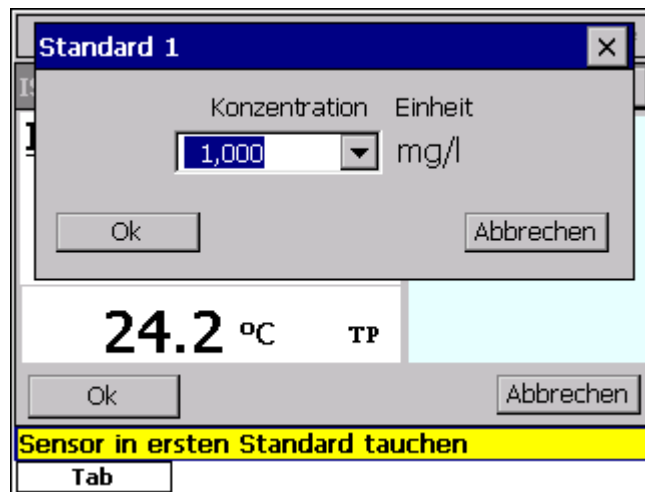 Standard 1
Konzentration Einheit
1,000 mg/l
Ok Abbrechen
24.2 °C TP
Ok Abbrechen
Sensor in ersten Standard tauchen
Tab